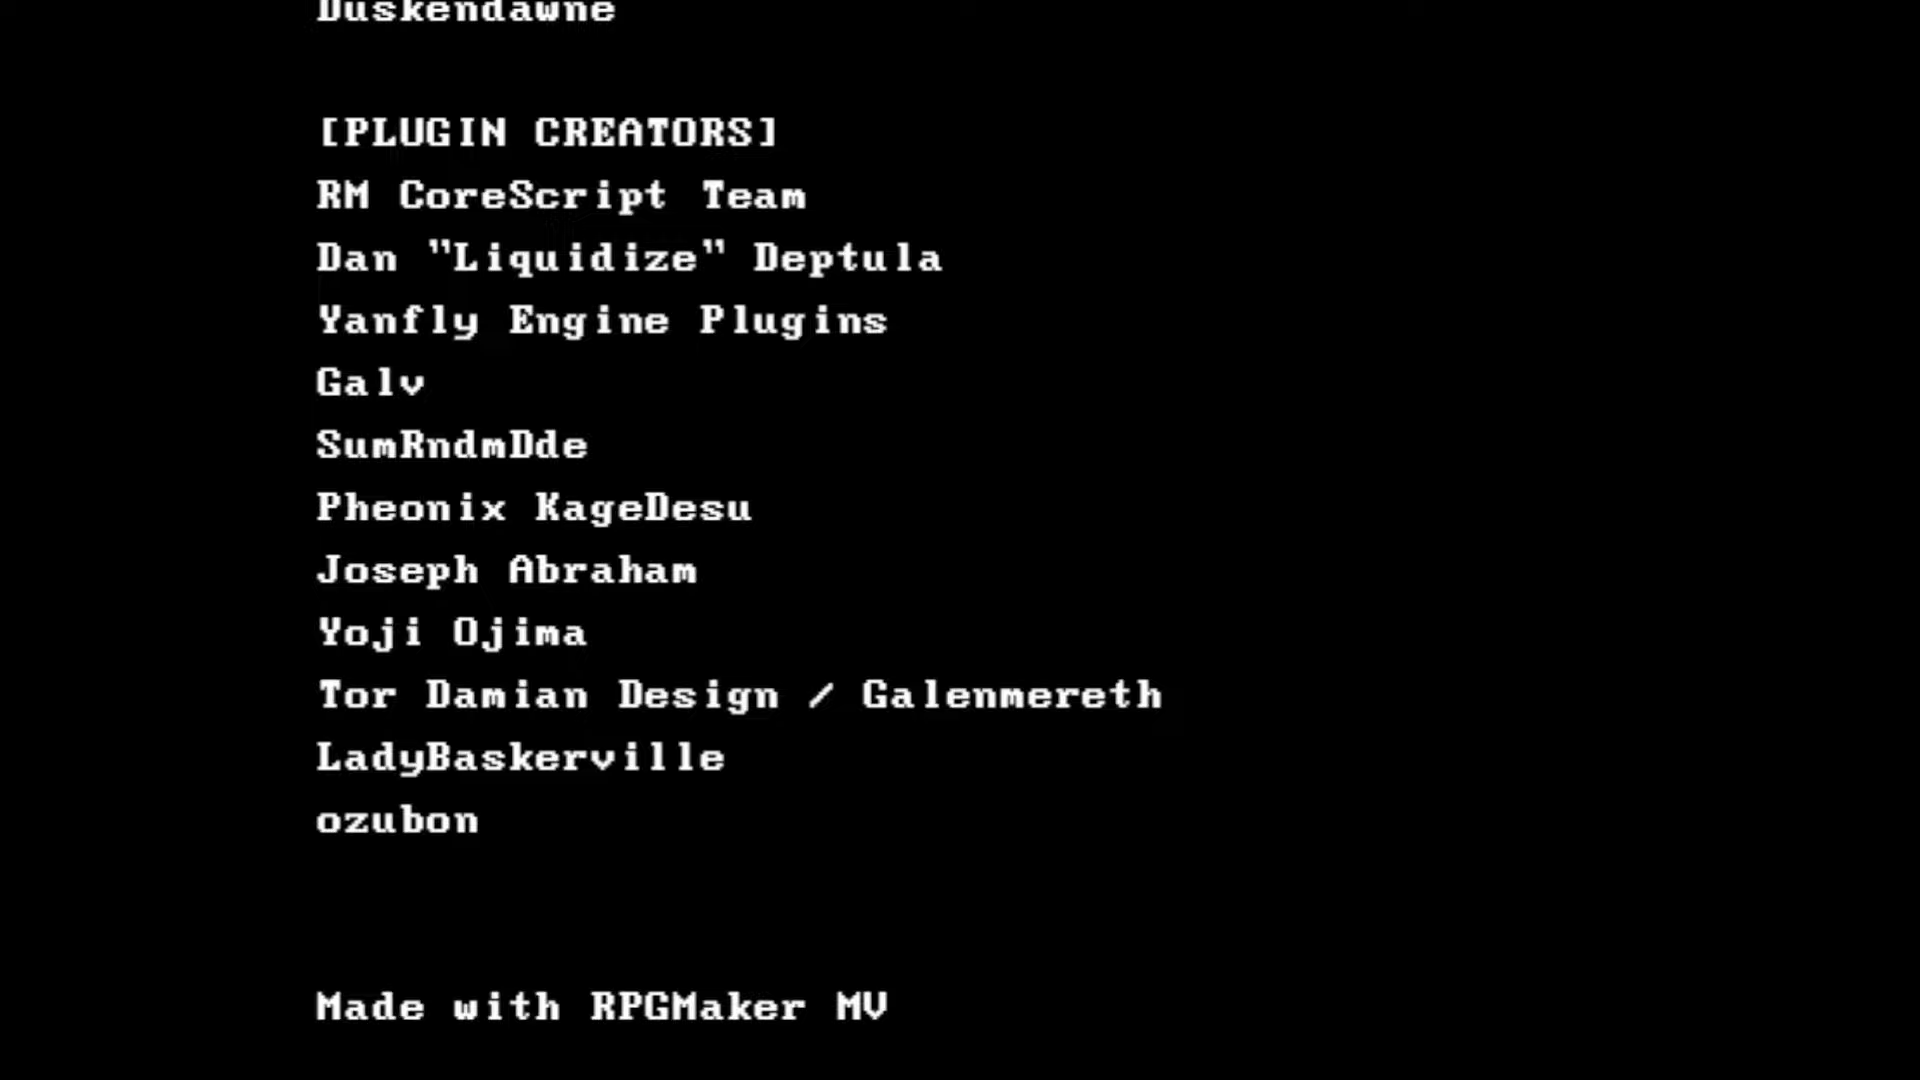 Duskendawne
[PLUGIN CREATORS]
RM CoreScript Team
Dan "Liquidize" Deptula
Yanfly Engine Plugins
Galv
SumRndmDde
Pheonix KageDesu
Joseph Abraham
Yoji Ojima
Tor Damian Design / Galenmereth
LadyBaskerville
ozubon
Made with RPGMaker MV